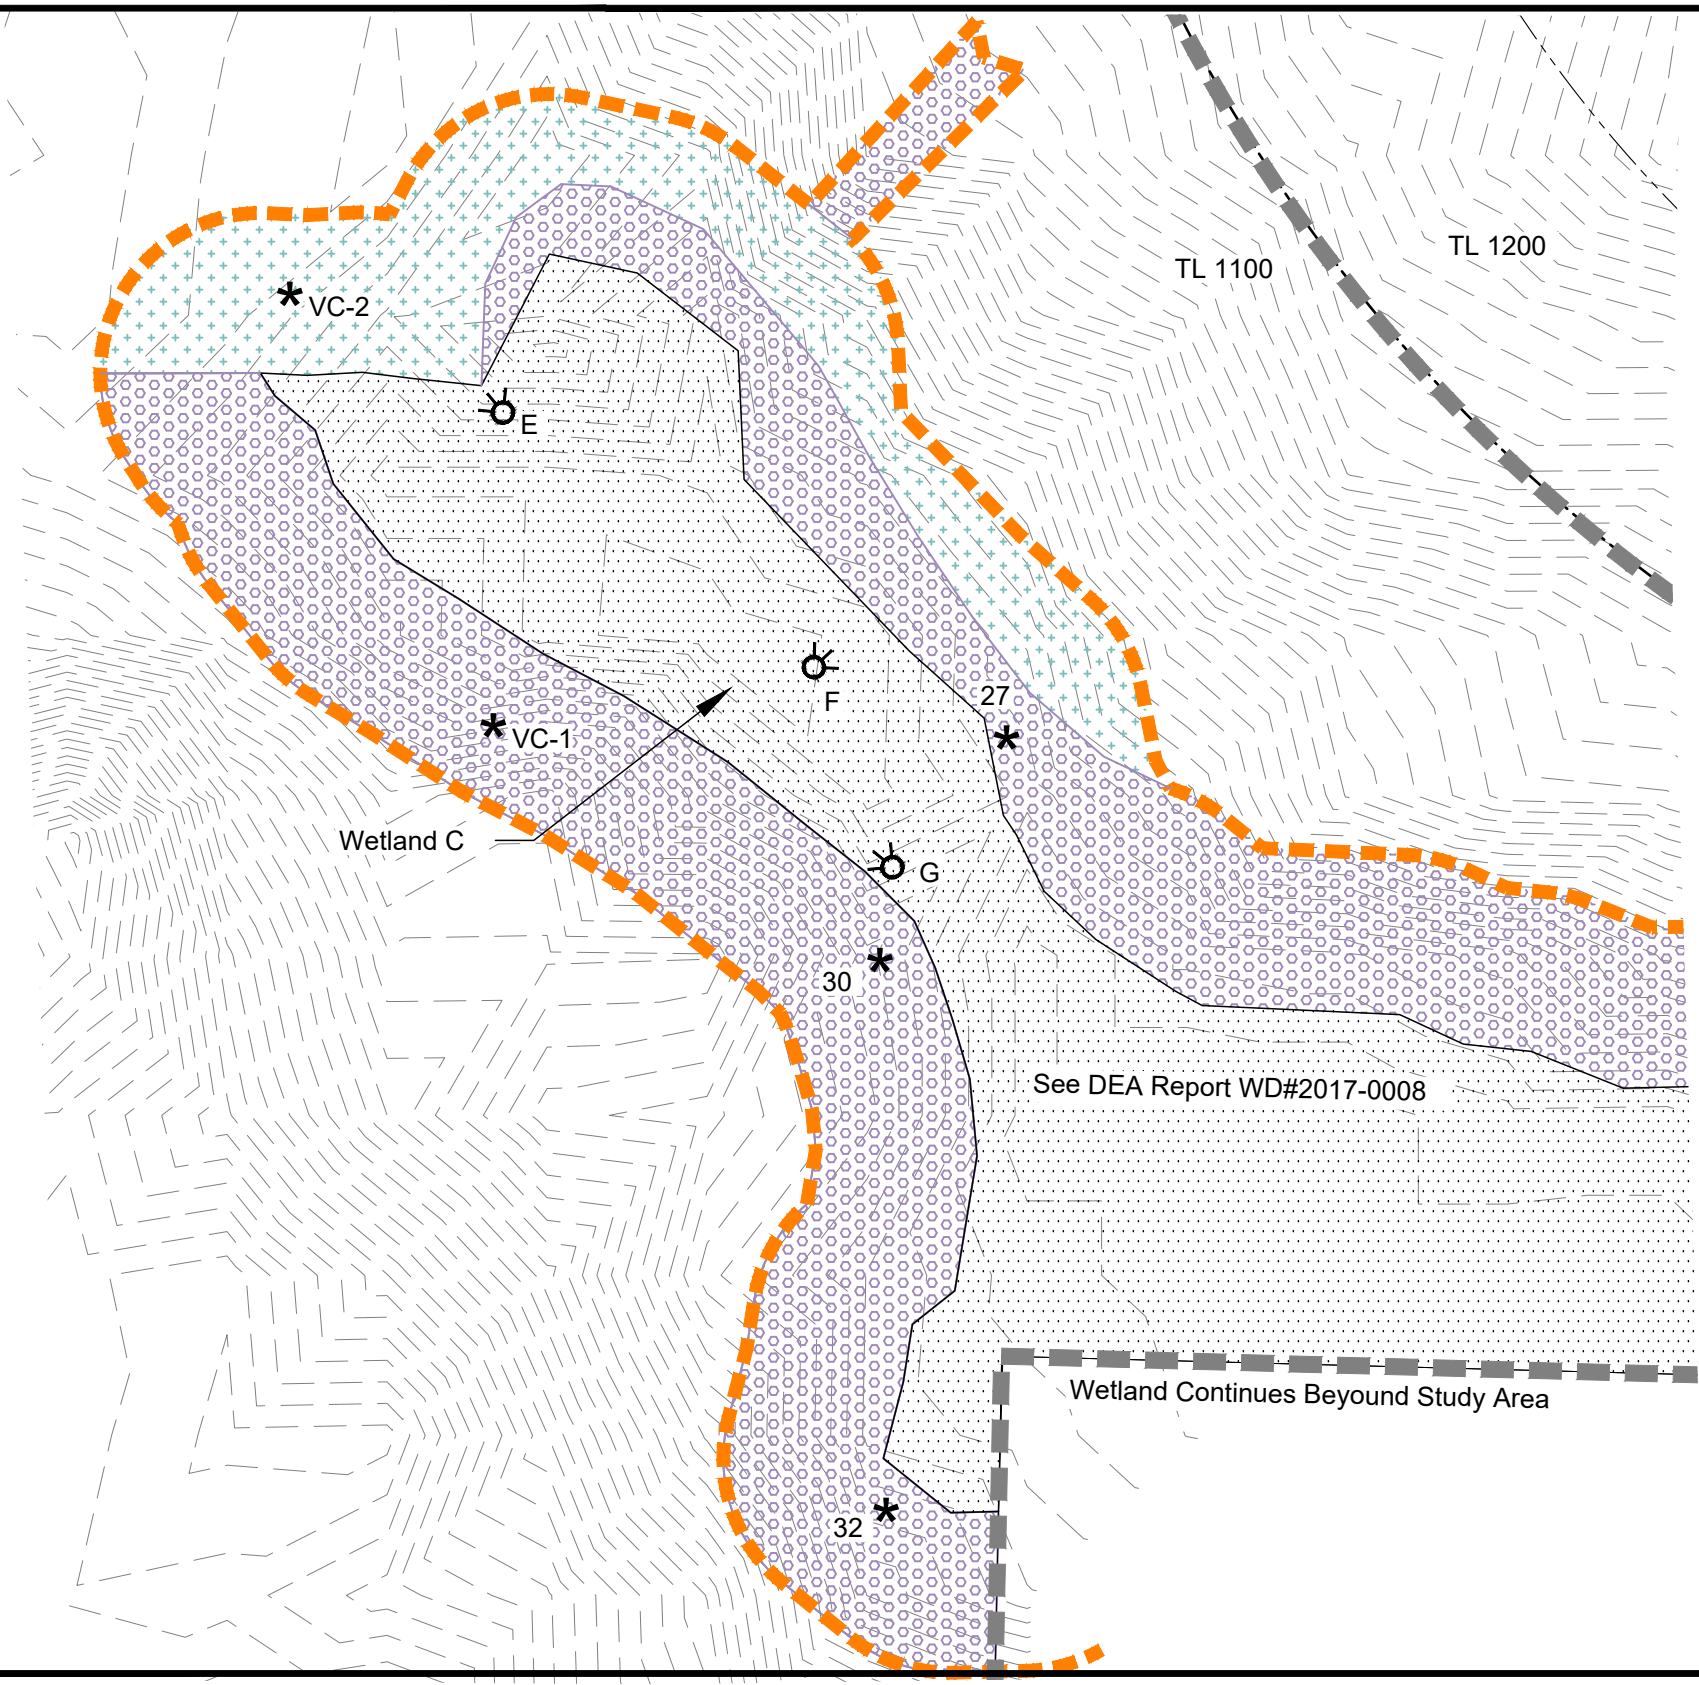 TL 1200
TL 1100
VC-2
E
F
27
VC-1
Wetland C
G
30
See DEA Report WD#2017-0008
Wetland Continues Beyound Study Area
32